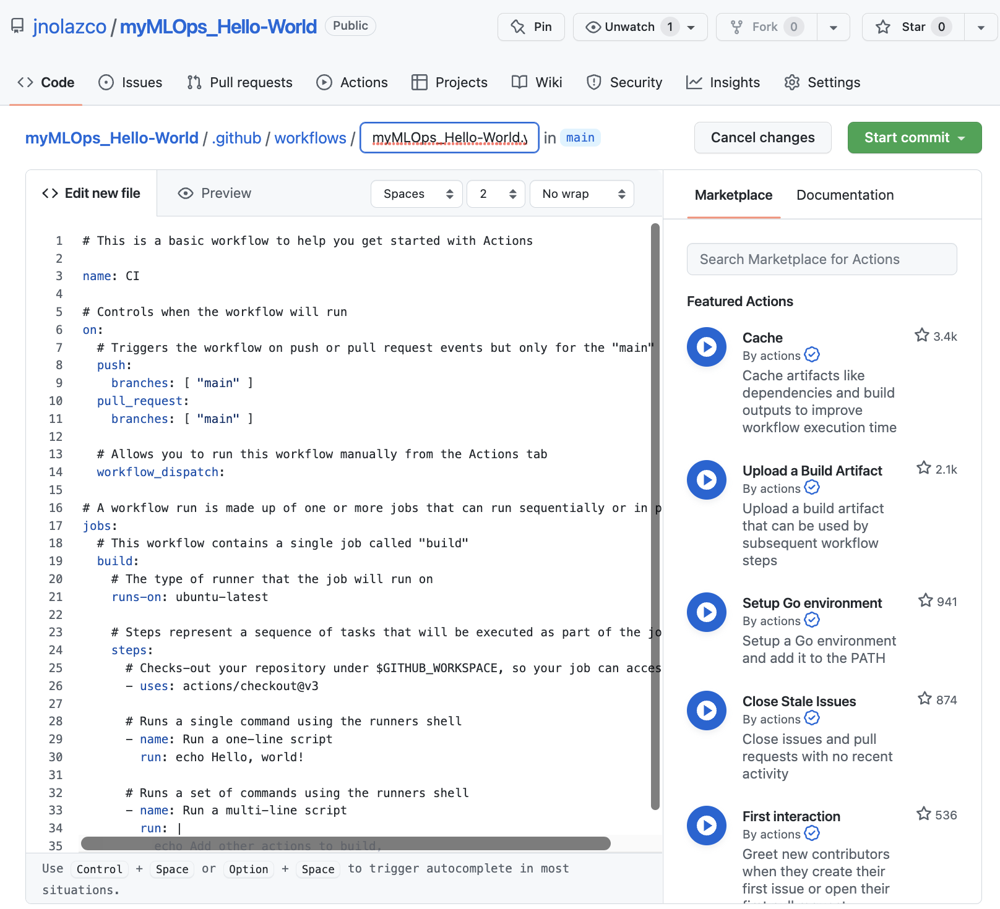 jnolazco / myMLOps_Hello-World Public Pin Unwatch 1 Fork 0 Star 0
Code Issues Pull requests Actions Projects Wiki Security Insights Settings
myMLOps_Hello-World / .github / workflows / myMLOps_Hello-World.y in main Cancel changes Start commit
Edit new file Preview Spaces 2 No wrap
1 # This is a basic workflow to help you get started with Actions
2
3 name: CI
4
5 # Controls when the workflow will run
6 on:
7 # Triggers the workflow on push or pull request events but only for the "main"
8 push:
9 branches: [ "main" ]
10 pull_request:
11 branches: [ "main" ]
12
13 # Allows you to run this workflow manually from the Actions tab
14 workflow_dispatch:
15
16 # A workflow run is made up of one or more jobs that can run sequentially or in p
17 jobs:
18 # This workflow contains a single job called "build"
19 build:
20 # The type of runner that the job will run on
21 runs-on: ubuntu-latest
22
23 # Steps represent a sequence of tasks that will be executed as part of the jo
24 steps:
25 # Checks-out your repository under $GITHUB_WORKSPACE, so your job can acces
26 - uses: actions/checkout@v3
27
28 # Runs a single command using the runners shell
29 - name: Run a one-line script
30 run: echo Hello, world!
31
32 # Runs a set of commands using the runners shell
33 - name: Run a multi-line script
34 run: |
35 echo Add other actions to build,
Use Control + Space or Option + Space to trigger autocomplete in most
situations.
Marketplace Documentation
Search Marketplace for Actions
Featured Actions
Cache 3.4k
By actions
Cache artifacts like
dependencies and build
outputs to improve
workflow execution time
Upload a Build Artifact 2.1k
By actions
Upload a build artifact
that can be used by
subsequent workflow
steps
Setup Go environment 941
By actions
Setup a Go environment
and add it to the PATH
Close Stale Issues 874
By actions
Close issues and pull
requests with no recent
activity
First interaction 536
By actions
Greet new contributors
when they create their
first issue or open their